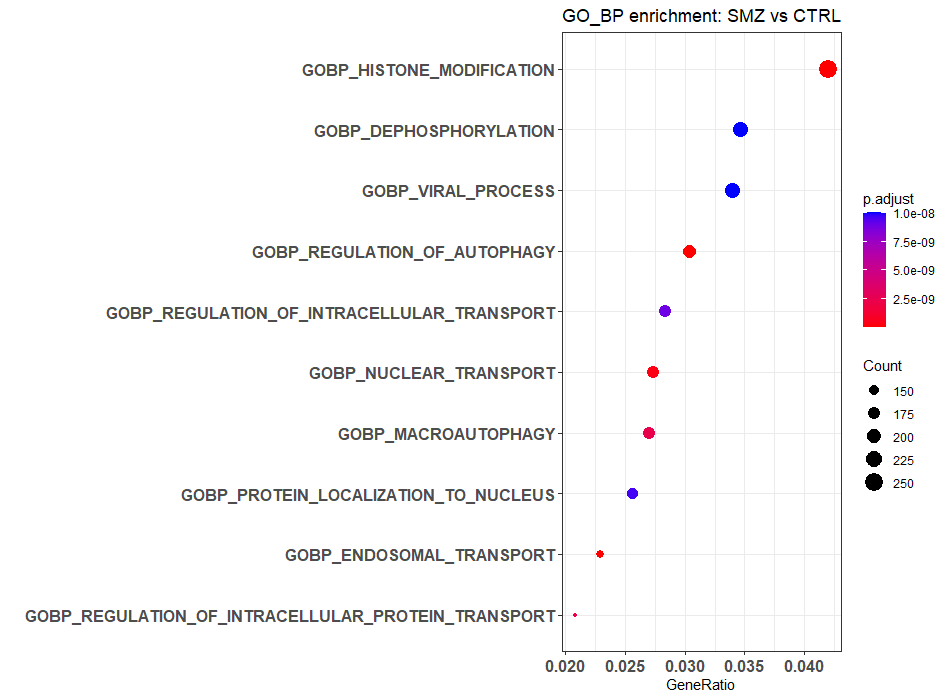 GO_BP enrichment: SMZ vs CTRL
GOBP_HISTONE_MODIFICATION
GOBP_DEPHOSPHORYLATION
GOBP_VIRAL_PROCESS
GOBP_REGULATION_OF_AUTOPHAGY
GOBP_REGULATION_OF_INTRACELLULAR_TRANSPORT
GOBP_NUCLEAR_TRANSPORT
GOBP_MACROAUTOPHAGY
GOBP_PROTEIN_LOCALIZATION_TO_NUCLEUS
GOBP_ENDOSOMAL_TRANSPORT
GOBP_REGULATION_OF_INTRACELLULAR_PROTEIN_TRANSPORT
0.020 0.025 0.030 0.035 0.040
GeneRatio
p.adjust
1.0e-08
7.5e-09
5.0e-09
2.5e-09
Count
150
175
200
225
250